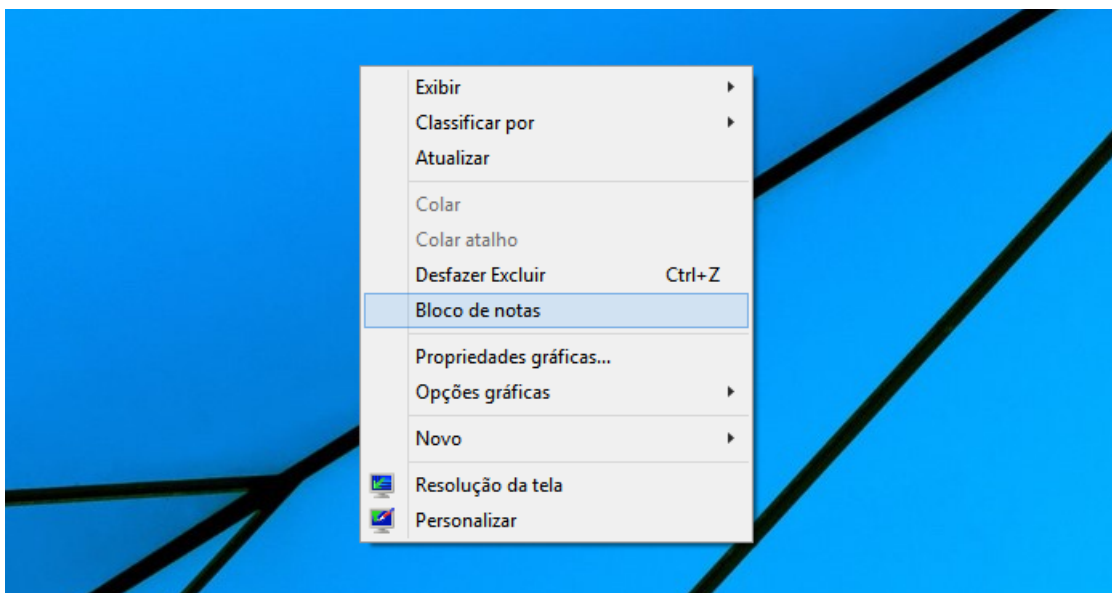 Exibir
Classificar por
Atualizar
Colar
Colar atalho
Desfazer Excluir Ctrl+Z
Bloco de notas
Propriedades gráficas...
Opções gráficas
Novo
Resolução da tela
Personalizar